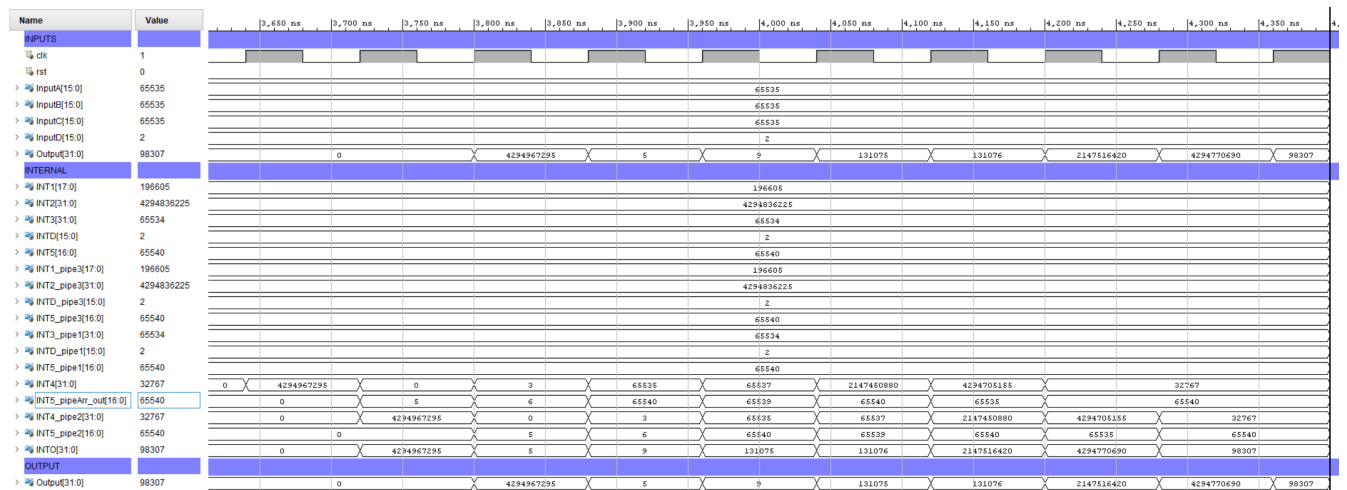 Name Value 3,650 ns 3,700 ns 3,750 ns 3,800 ns 3,850 ns 3,900 ns 3,950 ns 4,000 ns 4,050 ns 4,100 ns 4,150 ns 4,200 ns 4,250 ns 4,300 ns 4,350 ns 4,
INPUTS
clk 1
rst 0
InputA[15:0] 65535 65535
InputB[15:0] 65535 65535
InputC[15:0] 65535 65535
InputD[15:0] 2 2
Output[31:0] 98307 0 4294967295 5 9 131075 131076 2147516420 4294770690 98307
INTERNAL
INT1[17:0] 196605 196605
INT2[31:0] 4294836225 4294836225
INT3[31:0] 65534 65534
INTD[15:0] 2 2
INT5[16:0] 65540 65540
INT1_pipe3[17:0] 196605 196605
INT2_pipe3[31:0] 4294836225 4294836225
INTD_pipe3[15:0] 2 2
INT5_pipe3[16:0] 65540 65540
INT3_pipe1[31:0] 65534 65534
INTD_pipe1[15:0] 2 2
INT5_pipe1[16:0] 65540 65540
INT4[31:0] 32767 0 4294967295 0 3 65535 65537 2147450880 4294705155 32767
INT5_pipeArr_out[16:0] 65540 0 5 6 65540 65539 65540 65535 65540
INT4_pipe2[31:0] 32767 0 4294967295 0 3 65535 65537 2147450880 4294705155 32767
INT5_pipe2[16:0] 65540 0 5 6 65540 65539 65540 65535 65540
INTO[31:0] 98307 0 4294967295 5 9 131075 131076 2147516420 4294770690 98307
OUTPUT
Output[31:0] 98307 0 4294967295 5 9 131075 131076 2147516420 4294770690 98307